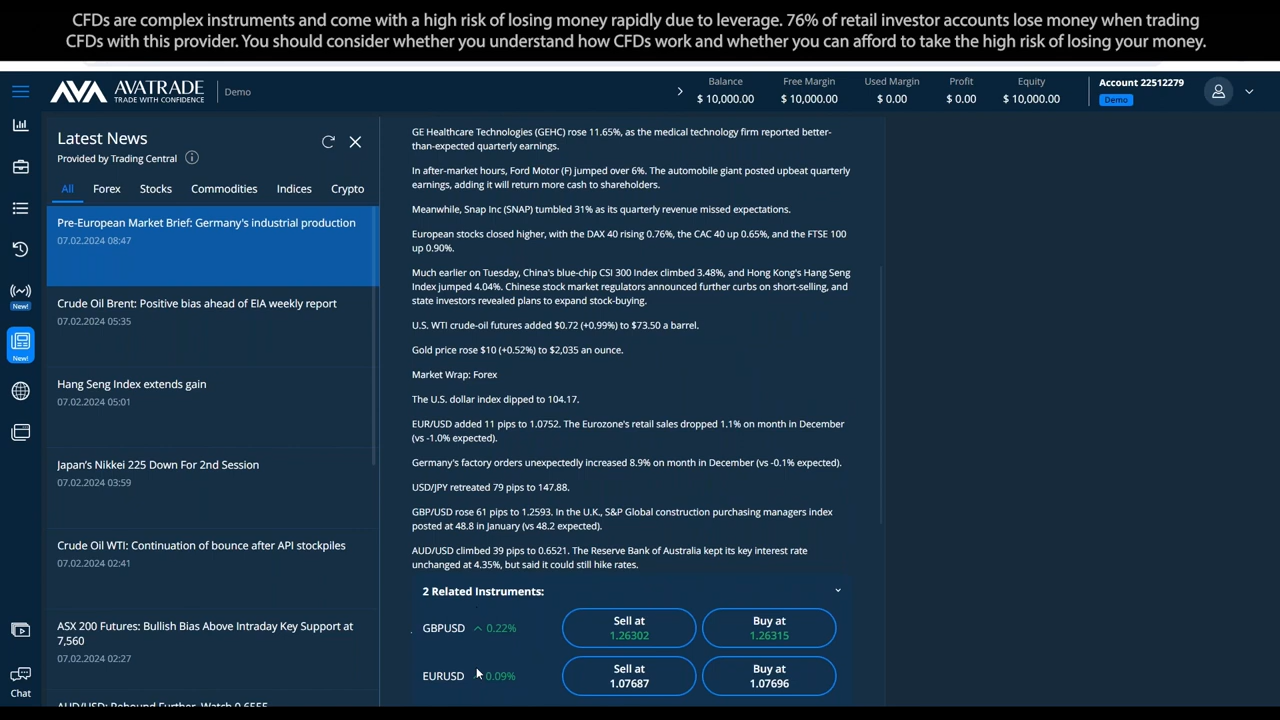 CFDs are complex instruments and come with a high risk of losing money rapidly due to leverage. 76% of retail investor accounts lose money when trading
CFDs with this provider. You should consider whether you understand how CFDs work and whether you can afford to take the high risk of losing your money.
AVA AVATRADE
TRADE WITH CONFIDENCE
Demo
Balance
$ 10,000.00
Free Margin
$ 10,000.00
Used Margin
$ 0.00
Profit
$ 0.00
Equity
$ 10,000.00
Account 22512279
Demo
Latest News
Provided by Trading Central
All Forex Stocks Commodities Indices Crypto
Pre-European Market Brief: Germany's industrial production
07.02.2024 08:47
Crude Oil Brent: Positive bias ahead of EIA weekly report
07.02.2024 05:35
Hang Seng Index extends gain
07.02.2024 05:01
Japan's Nikkei 225 Down For 2nd Session
07.02.2024 03:59
Crude Oil WTI: Continuation of bounce after API stockpiles
07.02.2024 02:41
ASX 200 Futures: Bullish Bias Above Intraday Key Support at
7,560
07.02.2024 02:27
AUD/USD: Rebound Further, Watch 0.6555
New!
New!
Chat
GE Healthcare Technologies (GEHC) rose 11.65%, as the medical technology firm reported better-
than-expected quarterly earnings.
In after-market hours, Ford Motor (F) jumped over 6%. The automobile giant posted upbeat quarterly
earnings, adding it will return more cash to shareholders.
Meanwhile, Snap Inc (SNAP) tumbled 31% as its quarterly revenue missed expectations.
European stocks closed higher, with the DAX 40 rising 0.76%, the CAC 40 up 0.65%, and the FTSE 100
up 0.90%.
Much earlier on Tuesday, China's blue-chip CSI 300 Index climbed 3.48%, and Hong Kong's Hang Seng
Index jumped 4.04%. Chinese stock market regulators announced further curbs on short-selling, and
state investors revealed plans to expand stock-buying.
U.S. WTI crude-oil futures added $0.72 (+0.99%) to $73.50 a barrel.
Gold price rose $10 (+0.52%) to $2,035 an ounce.
Market Wrap: Forex
The U.S. dollar index dipped to 104.17.
EUR/USD added 11 pips to 1.0752. The Eurozone's retail sales dropped 1.1% on month in December
(vs -1.0% expected).
Germany's factory orders unexpectedly increased 8.9% on month in December (vs -0.1% expected).
USD/JPY retreated 79 pips to 147.88.
GBP/USD rose 61 pips to 1.2593. In the U.K., S&P Global construction purchasing managers index
posted at 48.8 in January (vs 48.2 expected).
AUD/USD climbed 39 pips to 0.6521. The Reserve Bank of Australia kept its key interest rate
unchanged at 4.35%, but said it could still hike rates.
2 Related Instruments:
GBPUSD 0.22%
Sell at
1.26302
Buy at
1.26315
EURUSD 0.09%
Sell at
1.07687
Buy at
1.07696